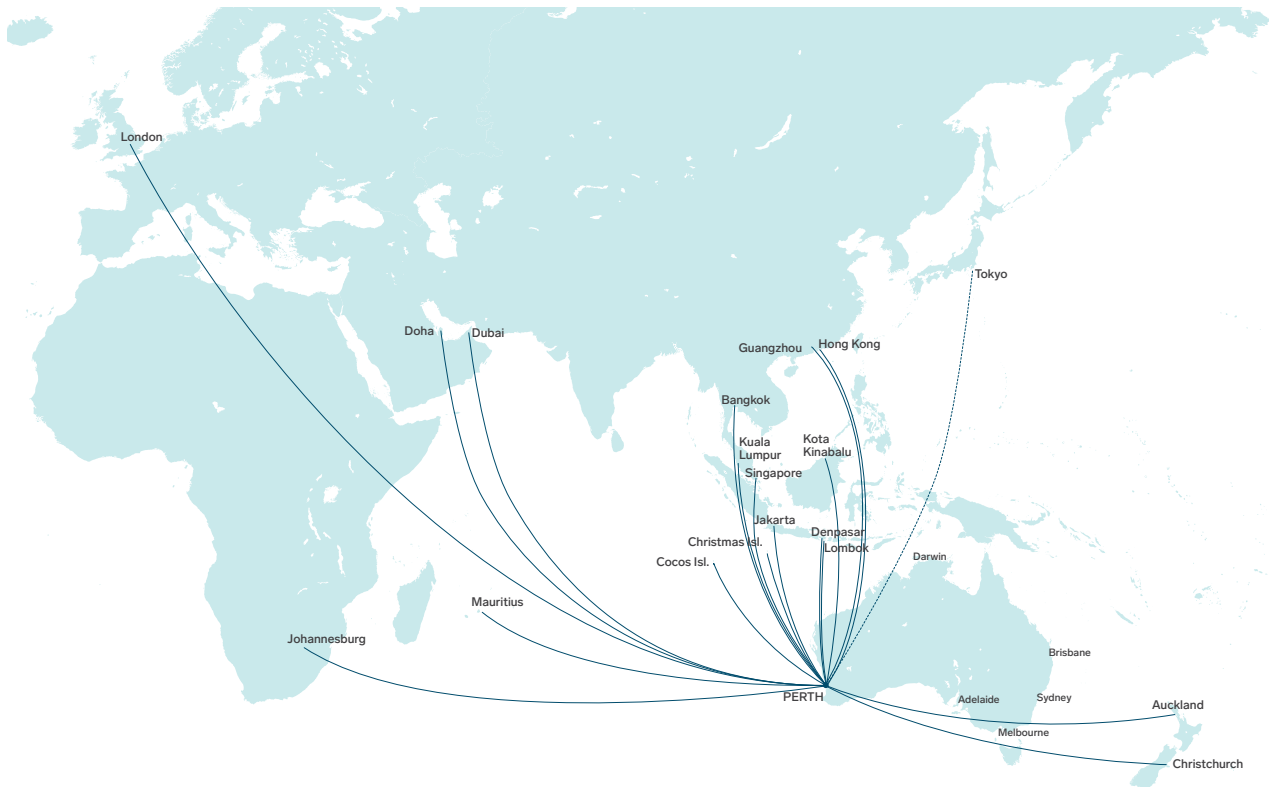 London
Tokyo
Doha
Dubai
Guangzhou
Hong Kong
Bangkok
Kuala
Lumpur
Kota
Kinabalu
Singapore
Jakarta
Denpasar
Christmas Isl.
Lombok
Cocos Isl.
Darwin
Mauritius
Johannesburg
Brisbane
PERTH
Adelaide
Sydney
Auckland
Melbourne
Christchurch